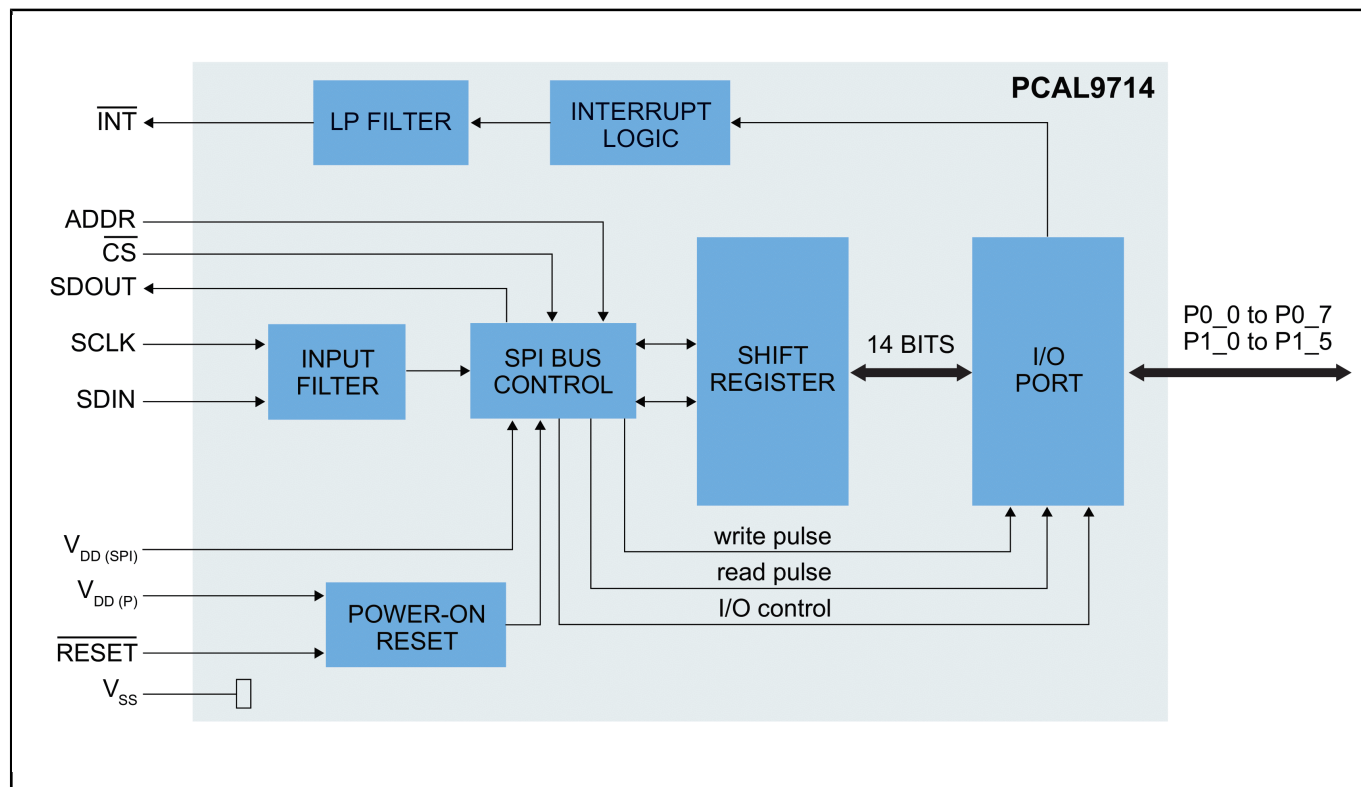 PCAL9714
INT
LP FILTER
INTERRUPT
LOGIC
ADDR
CS
SDOUT
SCLK
SDIN
INPUT
FILTER
SPI BUS
CONTROL
SHIFT
REGISTER
14 BITS
I/O
PORT
P0_0 to P0_7
P1_0 to P1_5
write pulse
read pulse
I/O control
VDD (SPI)
VDD (P)
RESET
VSS
POWER-ON
RESET